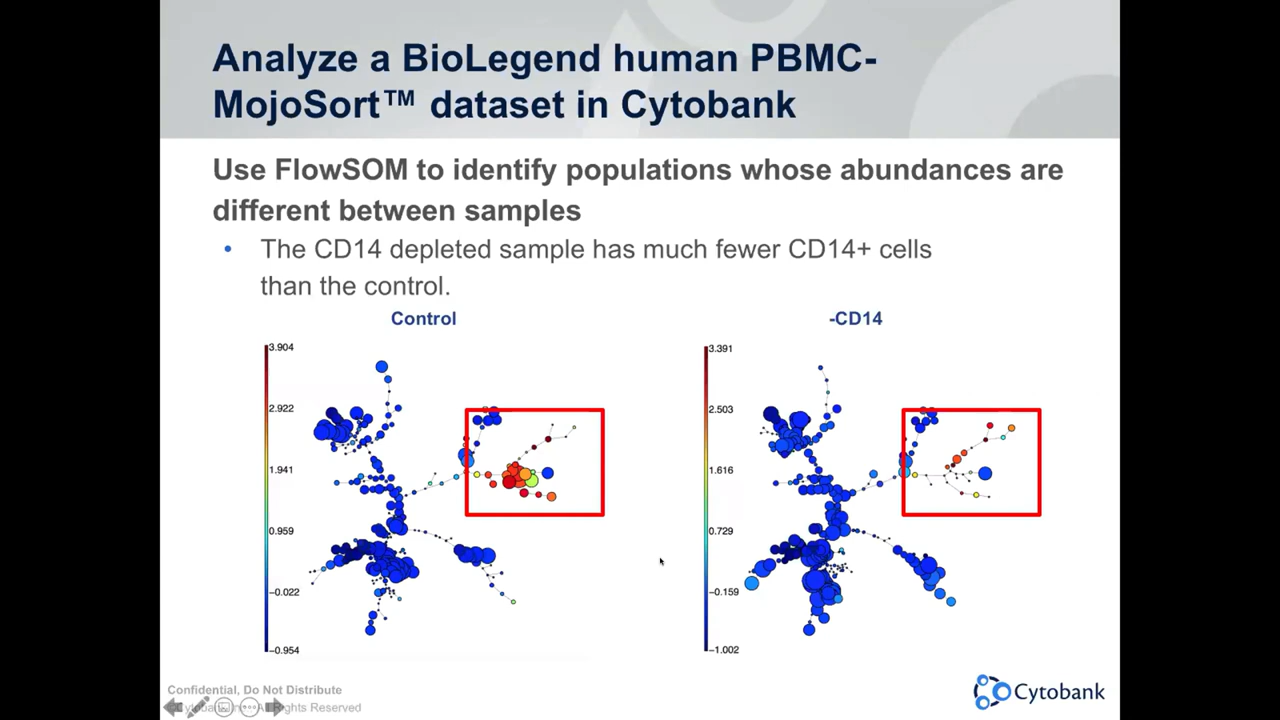 Analyze a BioLegend human PBMC-
MojoSort™ dataset in Cytobank
Use FlowSOM to identify populations whose abundances are
different between samples
• The CD14 depleted sample has much fewer CD14+ cells
than the control.
Control
-CD14
3.904
2.922
1.941
0.959
-0.022
-0.954
3.391
2.503
1.616
0.729
-0.159
-1.002
Confidential, Do Not Distribute
Cytobank
Rights Reserved
Cytobank